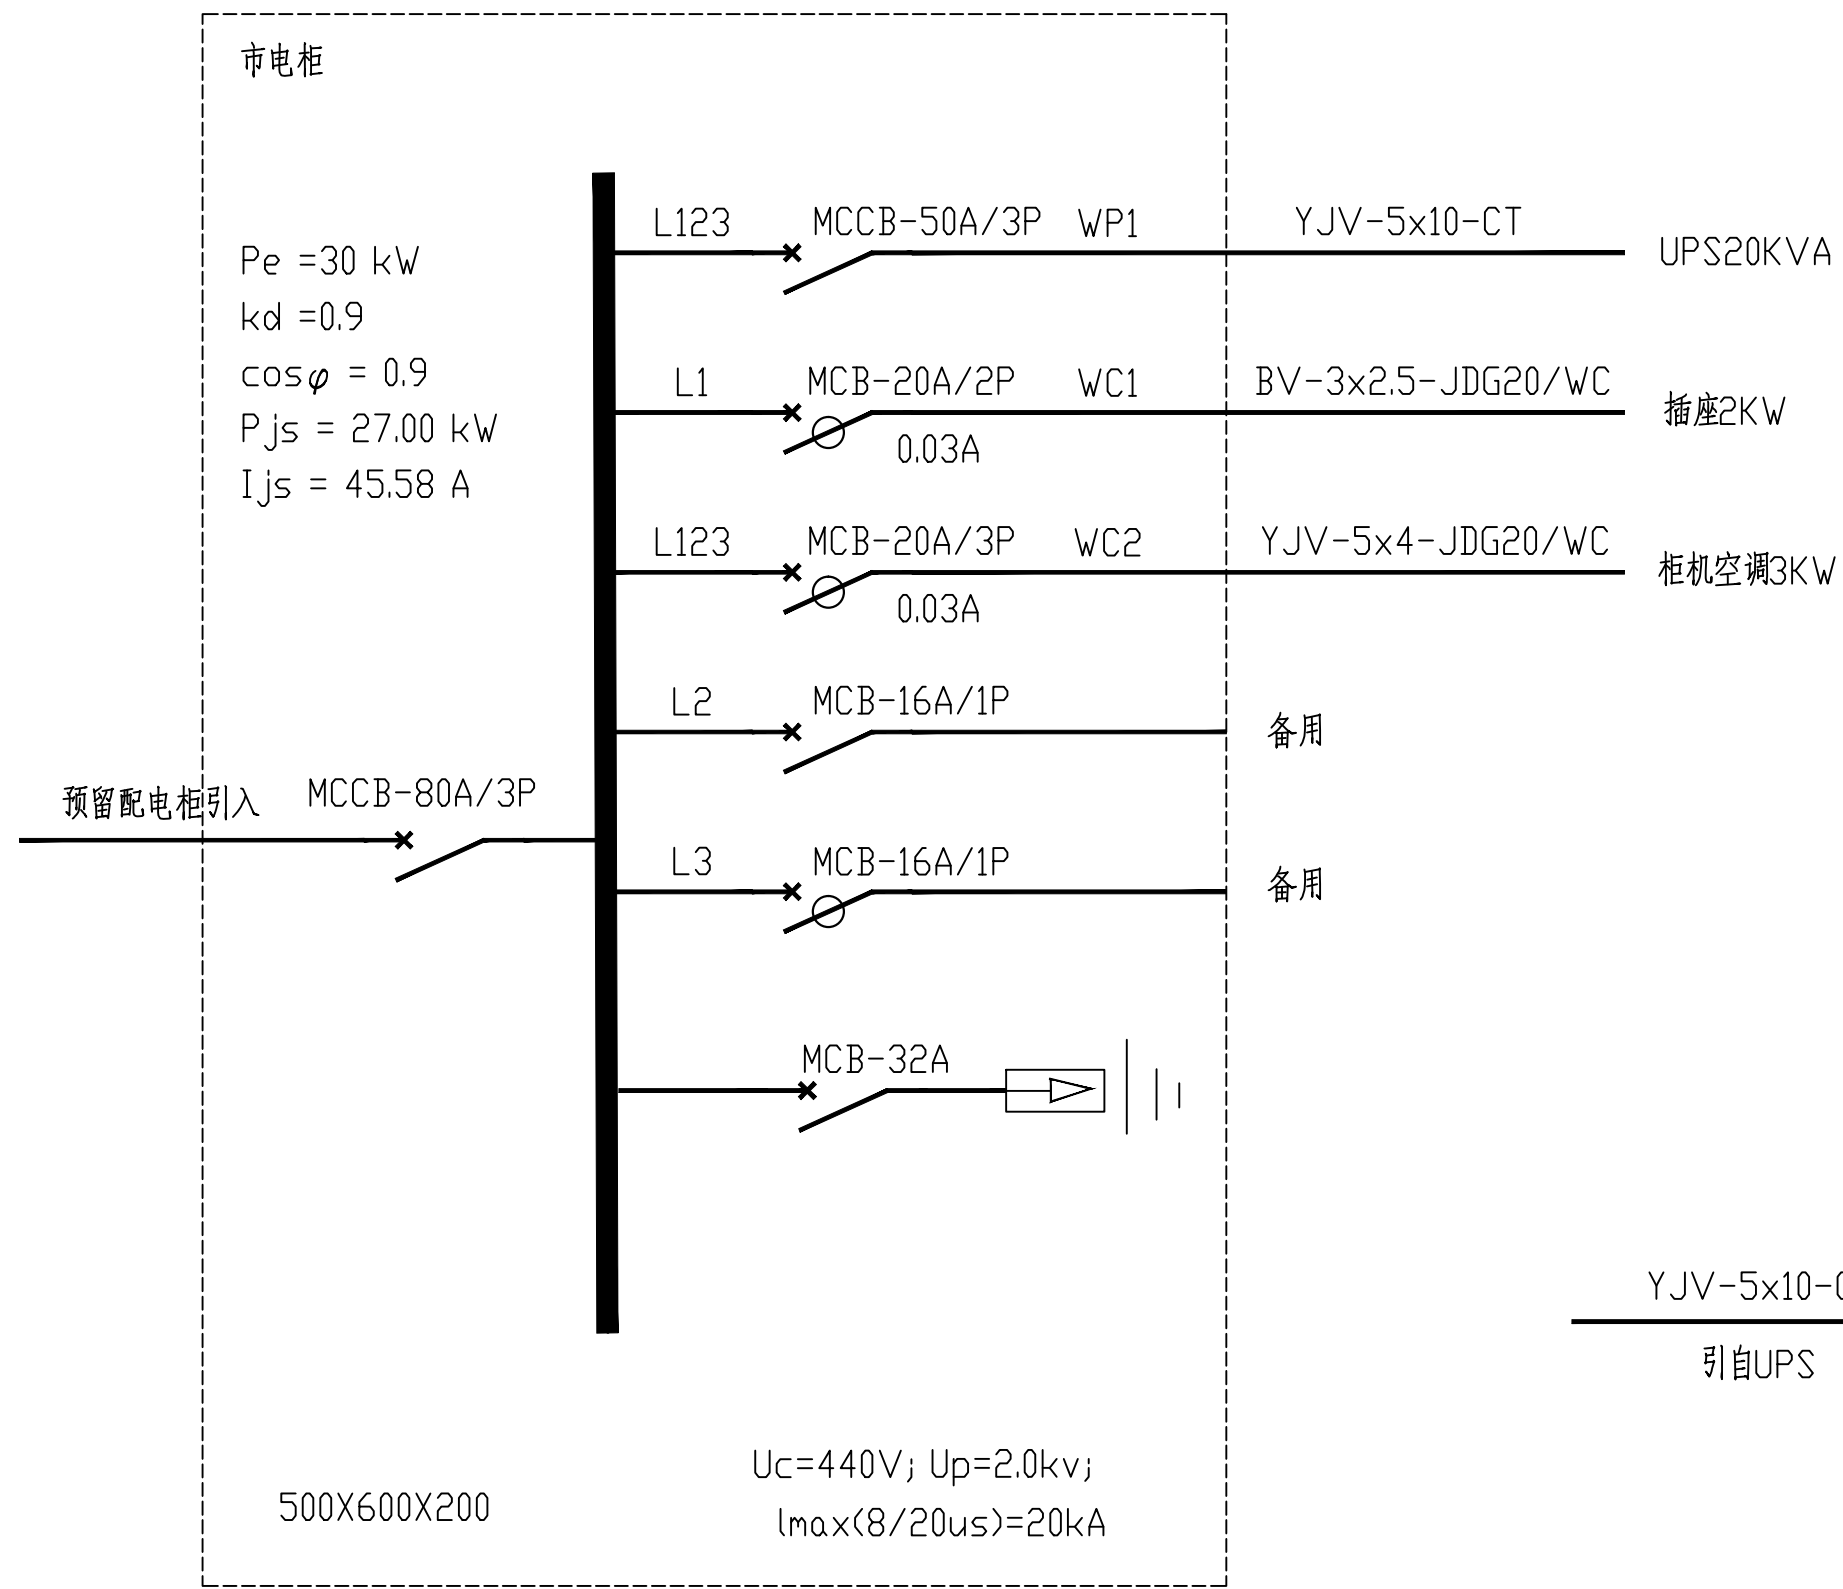 市电柜
Pe =30 kW
kd =0.9
cosφ = 0.9
Pjs = 27.00 kW
Ijs = 45.58 A
L123 MCCB-50A/3P WP1 YJV-5x10-CT UPS20KVA
L1 MCB-20A/2P WC1 BV-3x2.5-JDG20/WC 插座2KW
0.03A
L123 MCB-20A/3P WC2 YJV-5x4-JDG20/WC 柜机空调3KW
0.03A
L2 MCB-16A/1P 备用
预留配电柜引入 MCCB-80A/3P
L3 MCB-16A/1P 备用
MCB-32A
YJV-5x10-
引自UPS
Uc=440V; Up=2.0kv;
lmax(8/20us)=20kA
500X600X200